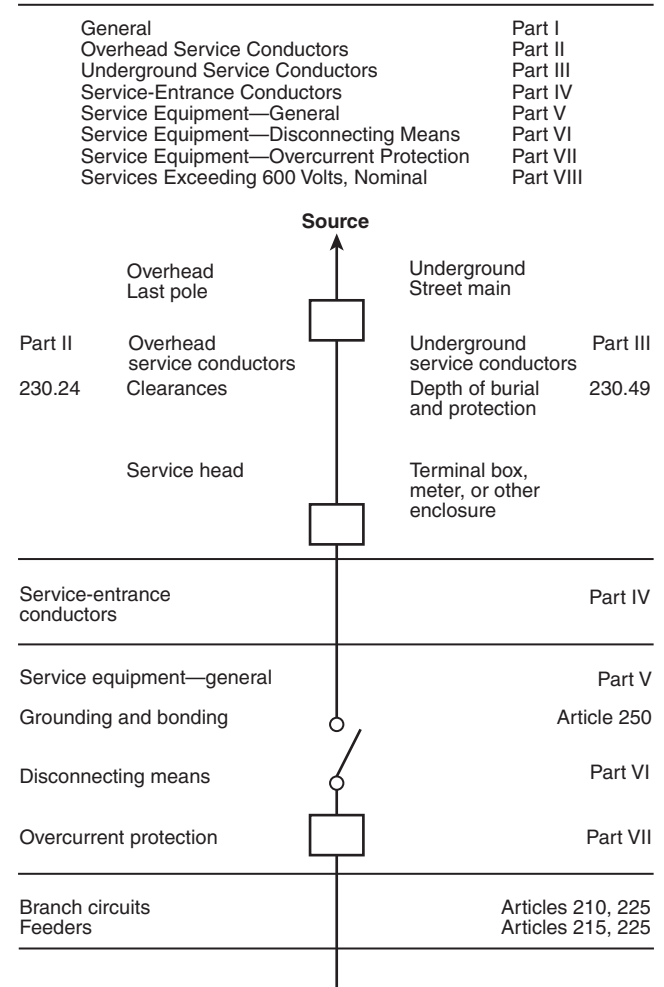 General Part I
Overhead Service Conductors Part II
Underground Service Conductors Part III
Service-Entrance Conductors Part IV
Service Equipment—General Part V
Service Equipment—Disconnecting Means Part VI
Service Equipment—Overcurrent Protection Part VII
Services Exceeding 600 Volts, Nominal Part VIII
Source
Overhead
Last pole
Underground
Street main
Part II
Overhead
service conductors
Underground
service conductors
Part III
230.24
Clearances
Depth of burial
and protection
230.49
Service head
Terminal box,
meter, or other
enclosure
Service-entrance
conductors
Part IV
Service equipment—general Part V
Grounding and bonding Article 250
Disconnecting means Part VI
Overcurrent protection Part VII
Branch circuits Articles 210, 225
Feeders Articles 215, 225